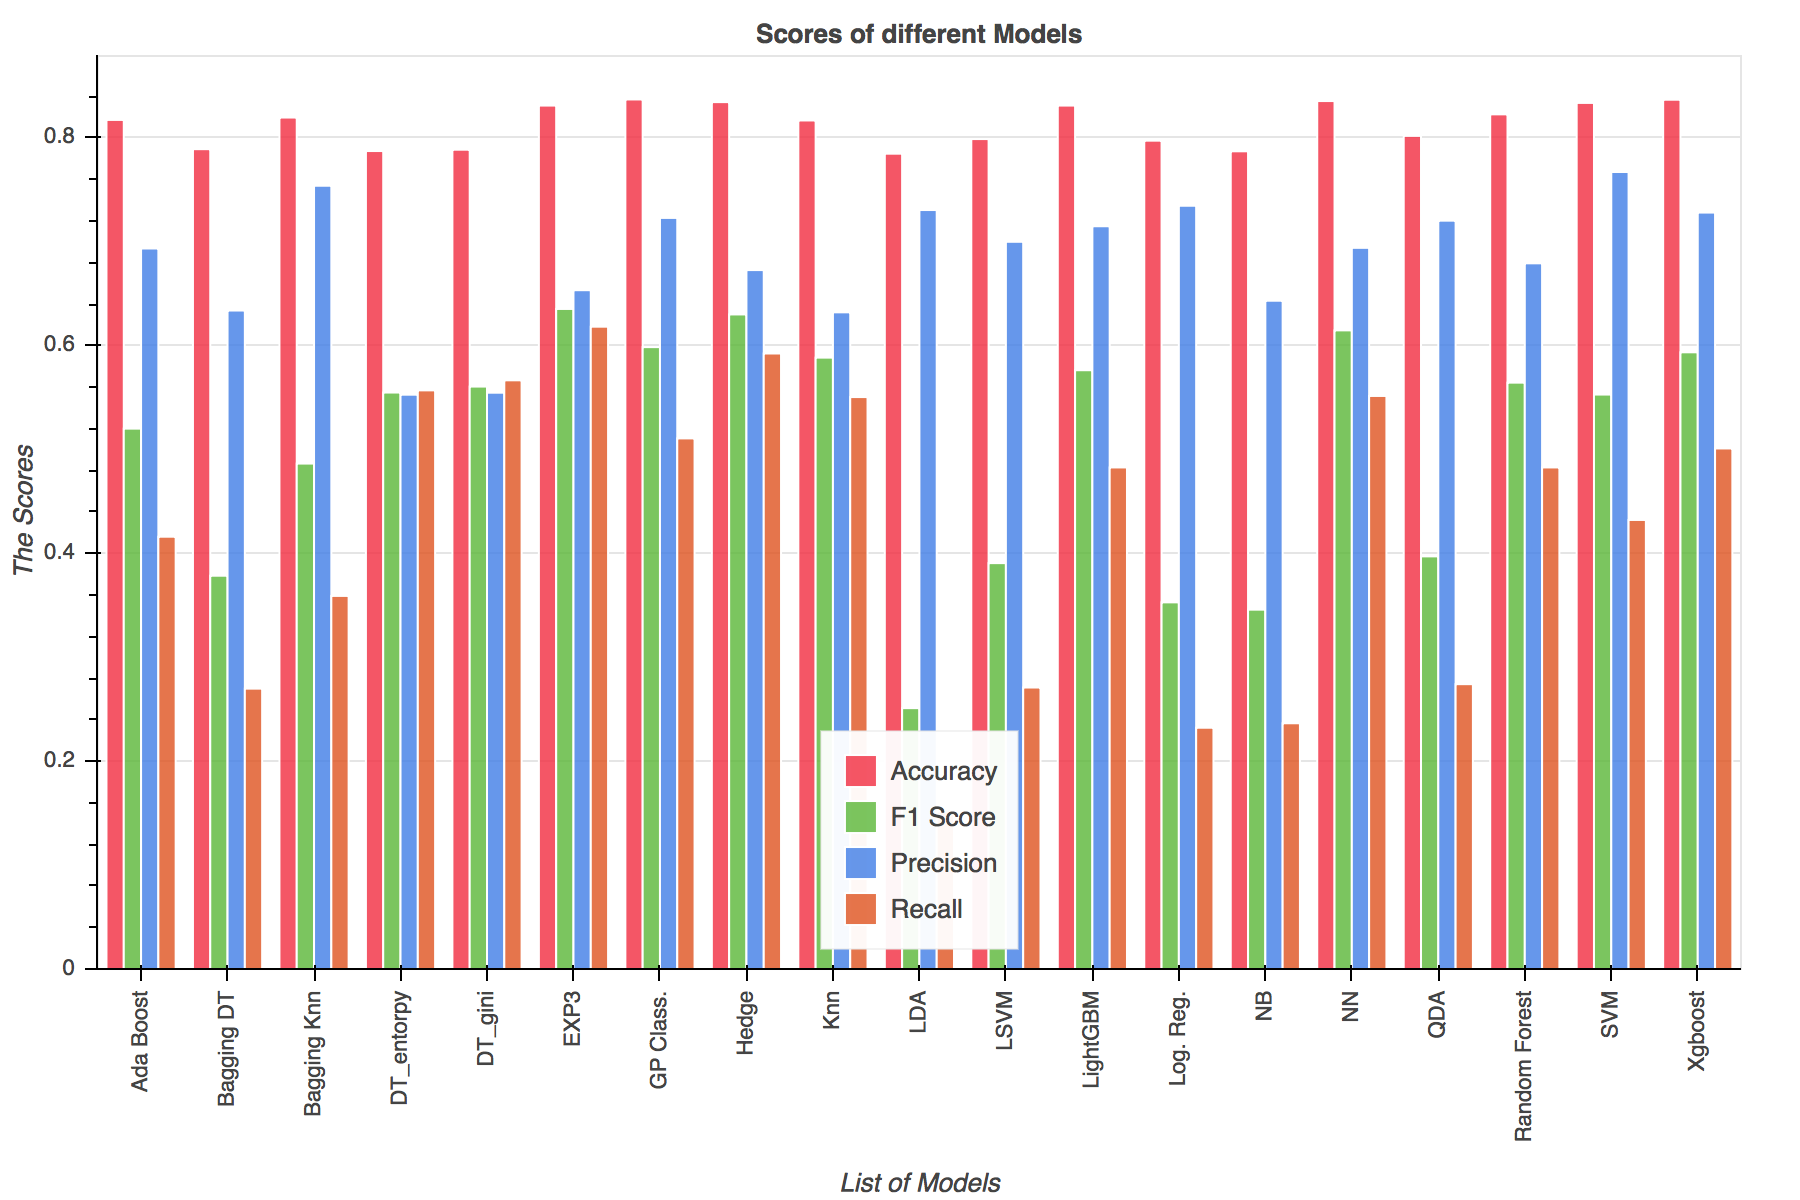 Scores of different Models
The Scores
0.8
0.6
0.4
0.2
0
Accuracy
F1 Score
Precision
Recall
Ada Boost
Bagging DT
Bagging Knn
DT_entorpy
DT_gini
EXP3
GP Class.
Hedge
Knn
LDA
LSVM
LightGBM
Log. Reg.
NB
NN
QDA
Random Forest
SVM
Xgboost
List of Models